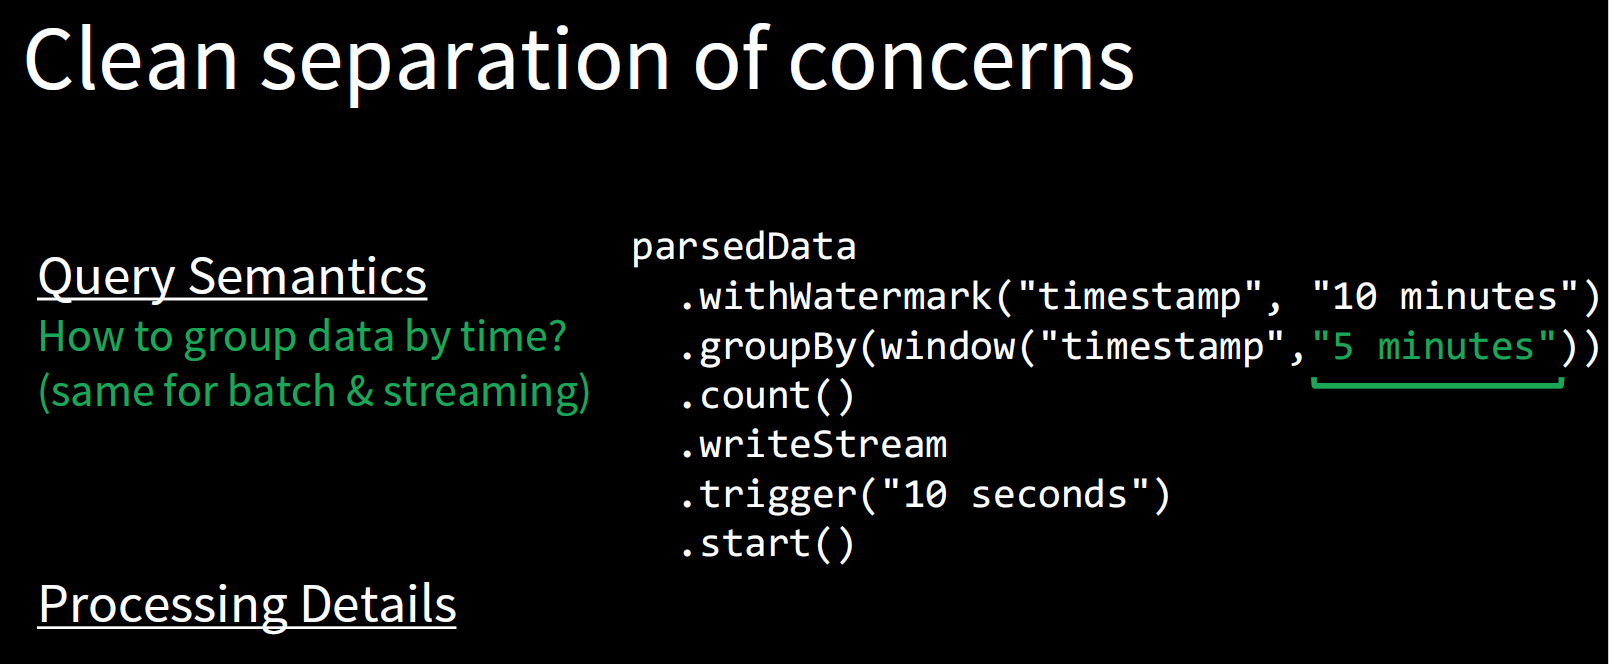 Clean separation of concerns
Query Semantics
How to group data by time?
(same for batch & streaming)
parsedData
.withWatermark("timestamp", "10 minutes")
.groupBy(window("timestamp","5 minutes"))
.count()
.writeStream
.trigger("10 seconds")
.start()
Processing Details